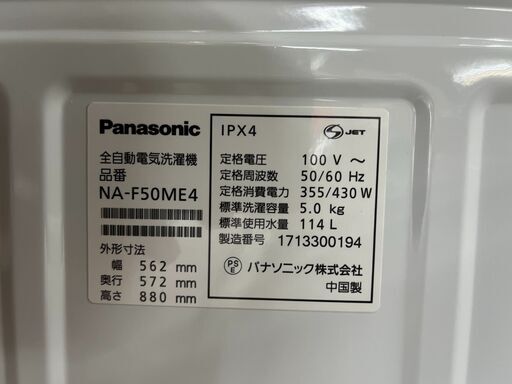 Panasonic
全自動電気洗濯機
品番
NA-F50ME4
外形寸法
幅 562 mm
奥行 572 mm
高さ 880 mm
IPX4
S JET
定格電圧 100 V ～
定格周波数 50/60 Hz
定格消費電力 355/430 W
標準洗濯容量 5.0 kg
標準使用水量 114 L
製造番号 1713300194
PS E パナソニック株式会社
中国製